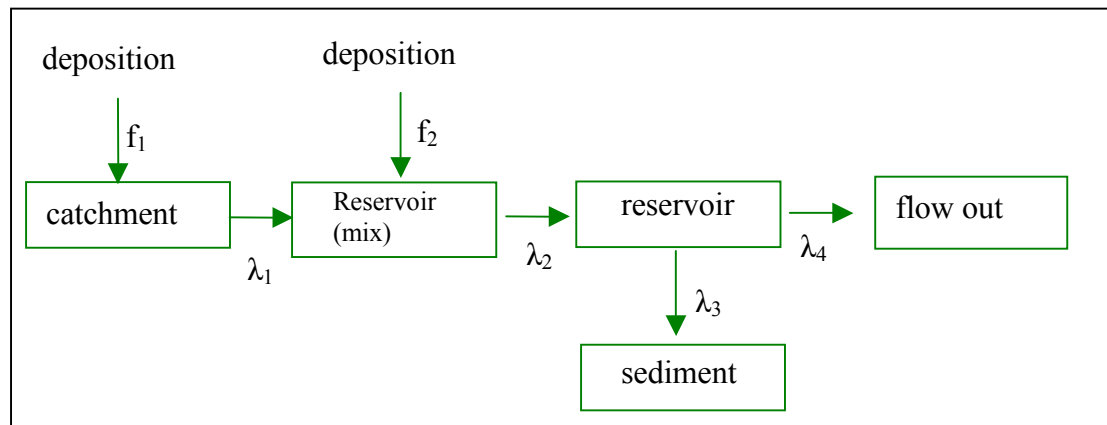 deposition
deposition
f₁
f₂
catchment
Reservoir
(mix)
reservoir
flow out
λ₁
λ₂
λ₄
λ₃
sediment